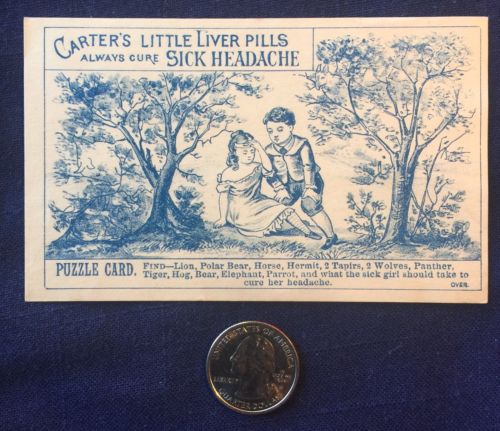 CARTER'S LITTLE LIVER PILLS
ALWAYS CURE SICK HEADACHE
PUZZLE CARD. FIND—Lion, Polar Bear, Horse, Hermit, 2 Tapirs, 2 Wolves, Panther,
Tiger, Hog, Bear, Elephant, Parrot, and what the sick girl should take to
cure her headache.
OVER.
UNITED STATES OF AMERICA
LIBERTY
QUARTER DOLLAR